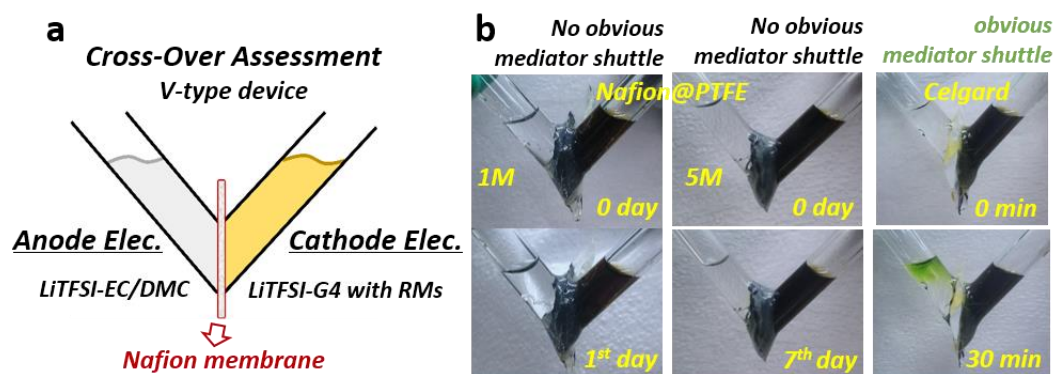 a
Cross-Over Assessment
V-type device
Anode Elec.
Cathode Elec.
LiTFSI-EC/DMC
LiTFSI-G4 with RMs
Nafion membrane
b
No obvious
mediator shuttle
No obvious
mediator shuttle
obvious
mediator shuttle
Nafion@PTFE
Celgard
1M
0 day
5M
0 day
0 min
1st day
7th day
30 min